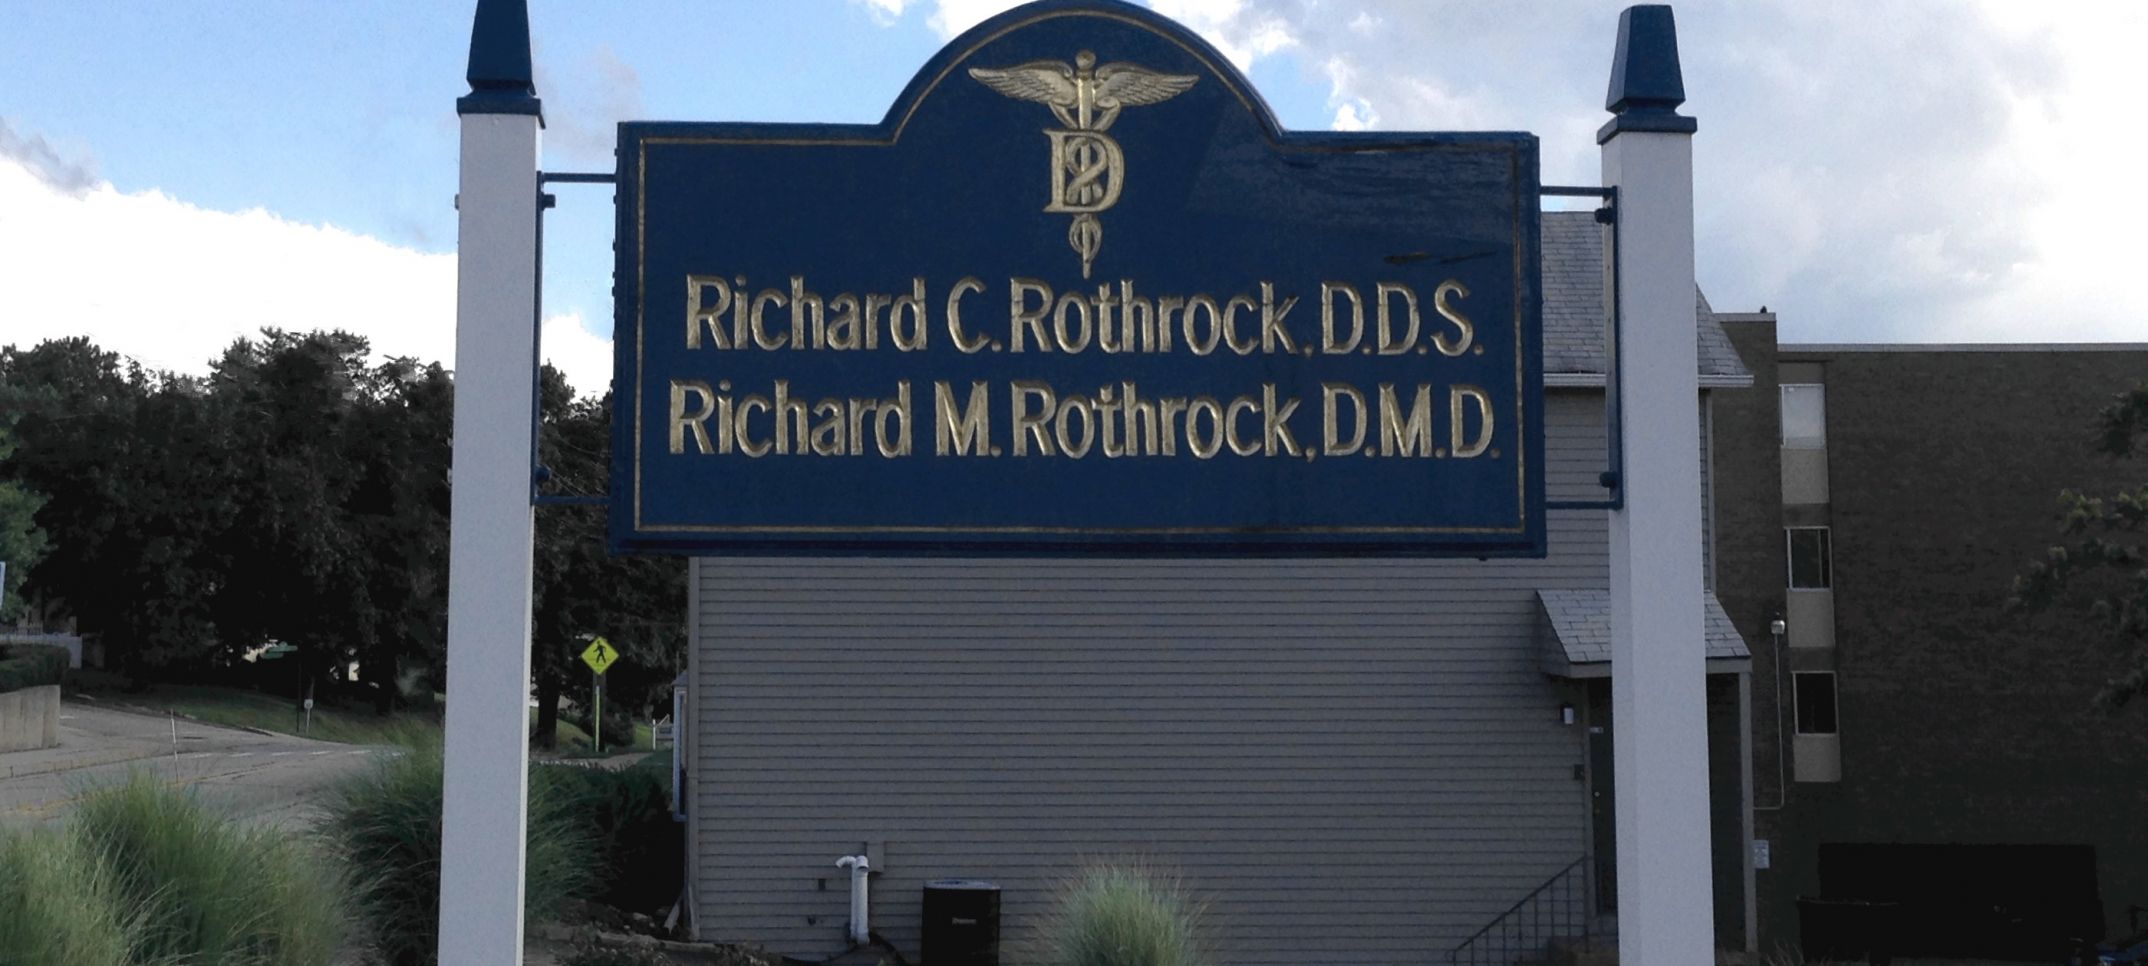 D
Richard C. Rothrock, D.D.S.
Richard M. Rothrock, D.M.D.